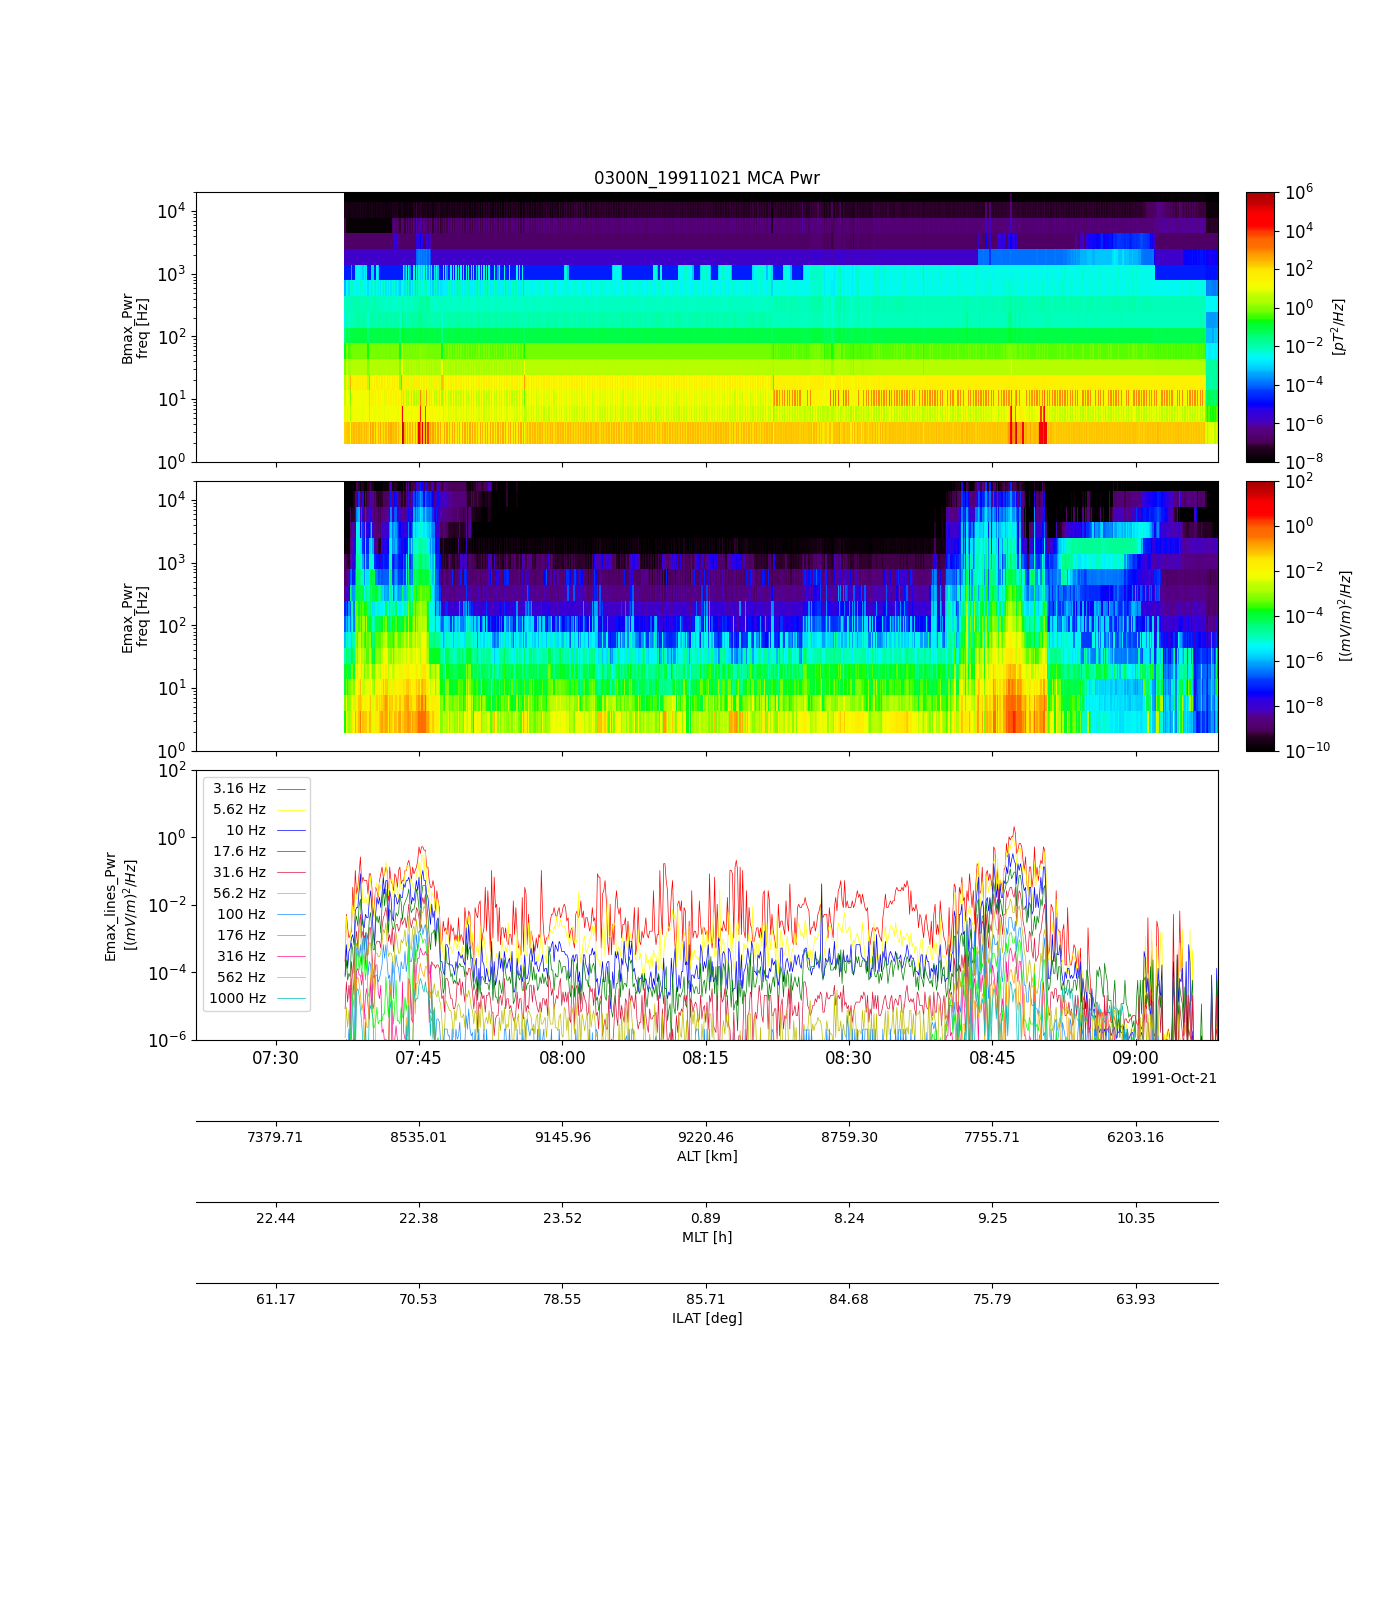 0300N_19911021 MCA Pwr
Bmax_Pwr
freq [Hz]
10^4
10^3
10^2
10^1
10^0
10^6
10^4
10^2
10^0
10^-2
10^-4
10^-6
10^-8
[pT^2/Hz]
Emax_Pwr
freq [Hz]
10^4
10^3
10^2
10^1
10^0
10^2
10^0
10^-2
10^-4
10^-6
10^-8
10^-10
[(mV/m)^2/Hz]
Emax_lines_Pwr
[(mV/m)^2/Hz]
10^2
10^0
10^-2
10^-4
10^-6
3.16 Hz
5.62 Hz
10 Hz
17.6 Hz
31.6 Hz
56.2 Hz
100 Hz
176 Hz
316 Hz
562 Hz
1000 Hz
07:30 07:45 08:00 08:15 08:30 08:45 09:00
1991-Oct-21
7379.71 8535.01 9145.96 9220.46 8759.30 7755.71 6203.16
ALT [km]
22.44 22.38 23.52 0.89 8.24 9.25 10.35
MLT [h]
61.17 70.53 78.55 85.71 84.68 75.79 63.93
ILAT [deg]